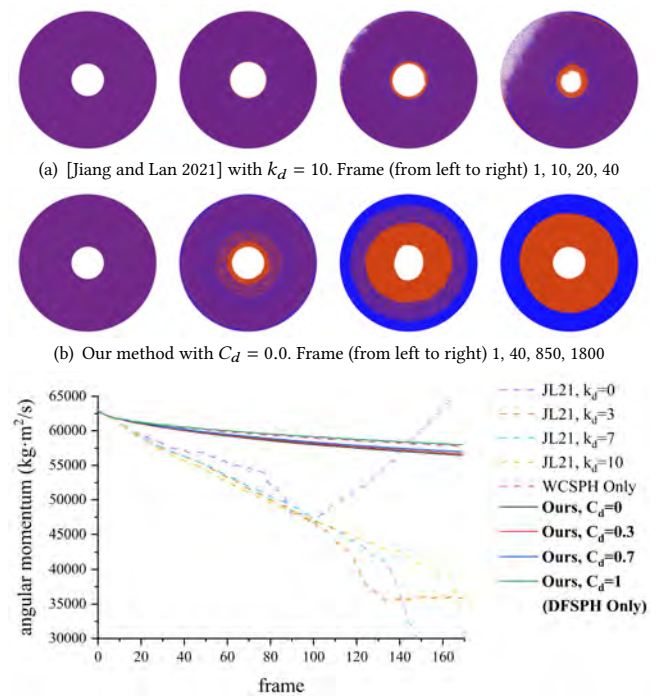 (a) [Jiang and Lan 2021] with k_d = 10. Frame (from left to right) 1, 10, 20, 40
(b) Our method with C_d = 0.0. Frame (from left to right) 1, 40, 850, 1800
angular momentum (kg·m²/s)
65000
60000
55000
50000
45000
40000
35000
30000
0 20 40 60 80 100 120 140 160
frame
JL21, k_d=0
JL21, k_d=3
JL21, k_d=7
JL21, k_d=10
WCSPH Only
Ours, C_d=0
Ours, C_d=0.3
Ours, C_d=0.7
Ours, C_d=1
(DFSPH Only)